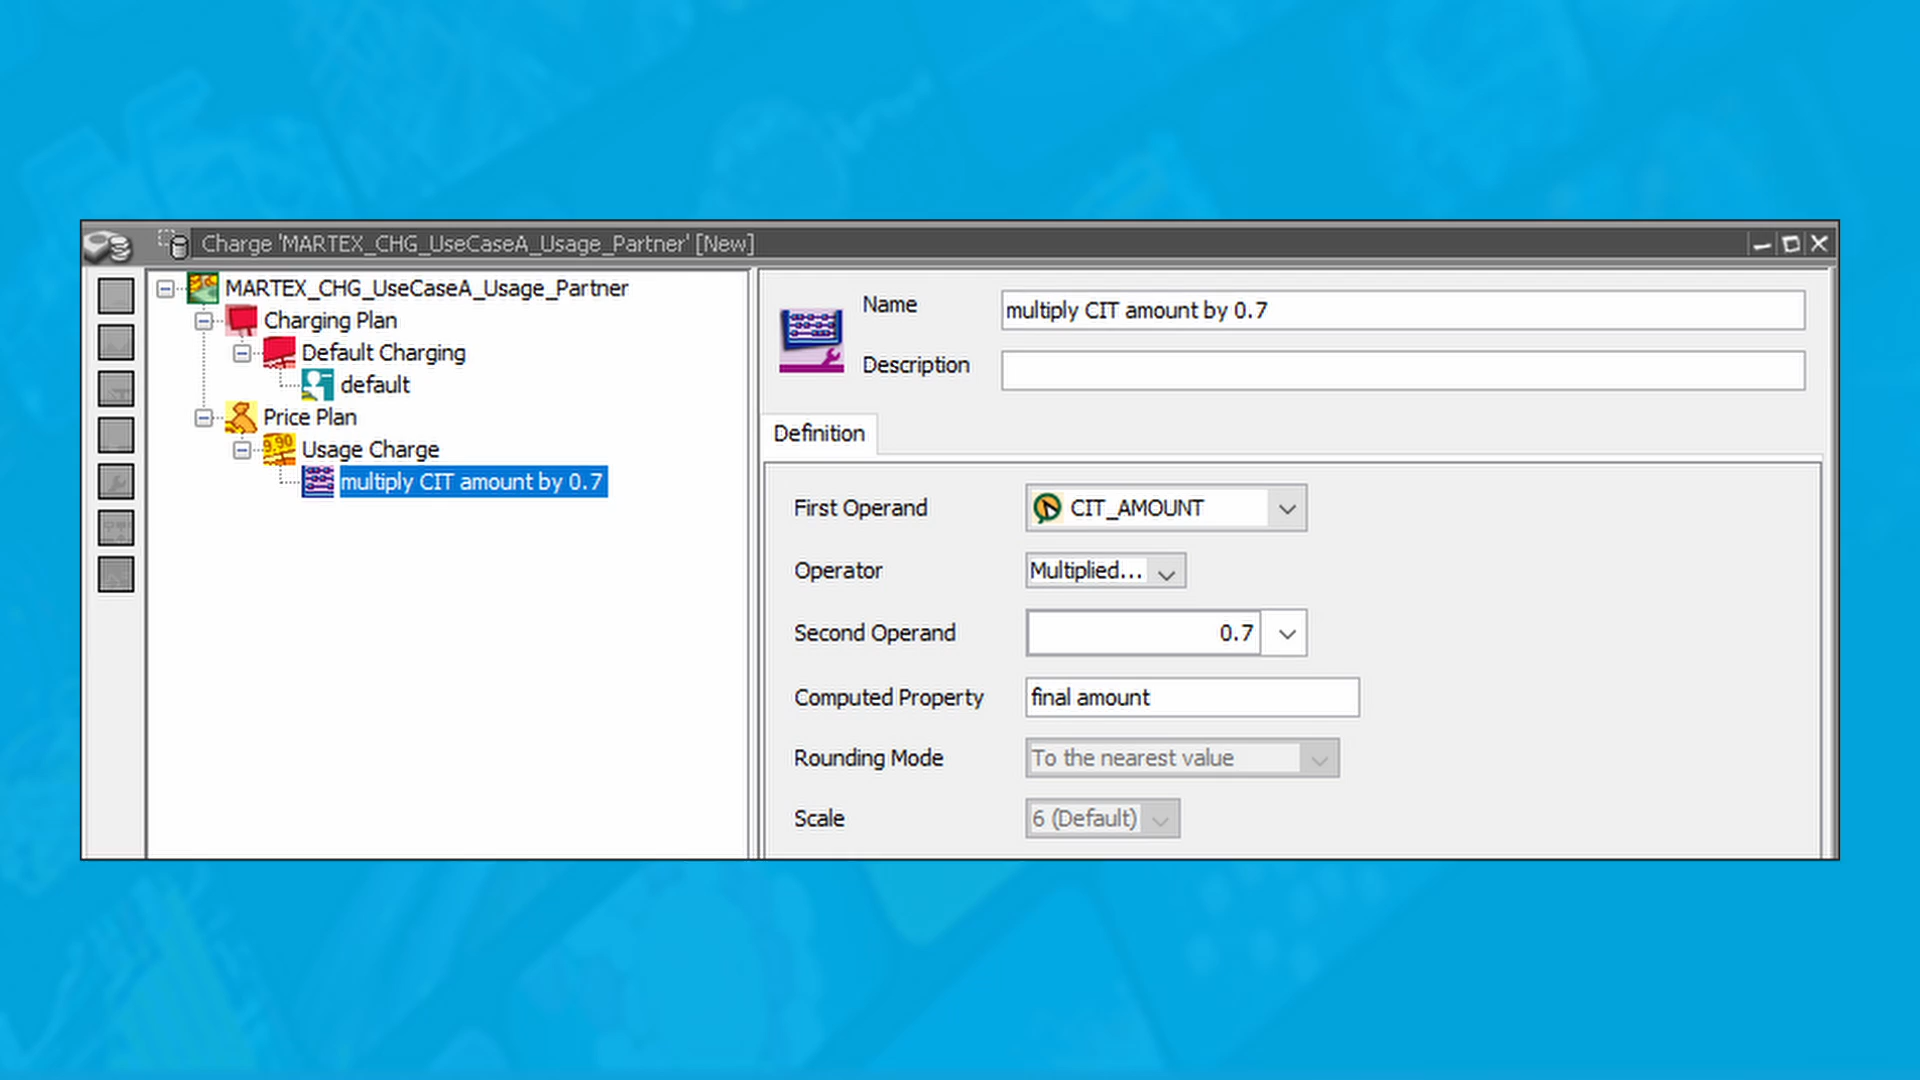 Charge 'MARTEX_CHG_UseCaseA_Usage_Partner' [New]
MARTEX_CHG_UseCaseA_Usage_Partner
Charging Plan
Default Charging
default
Price Plan
9.90
Usage Charge
multiply CIT amount by 0.7
Name
multiply CIT amount by 0.7
Description
Definition
First Operand
CIT_AMOUNT
Operator
Multiplied...
Second Operand
0.7
Computed Property
final amount
Rounding Mode
To the nearest value
Scale
6 (Default)